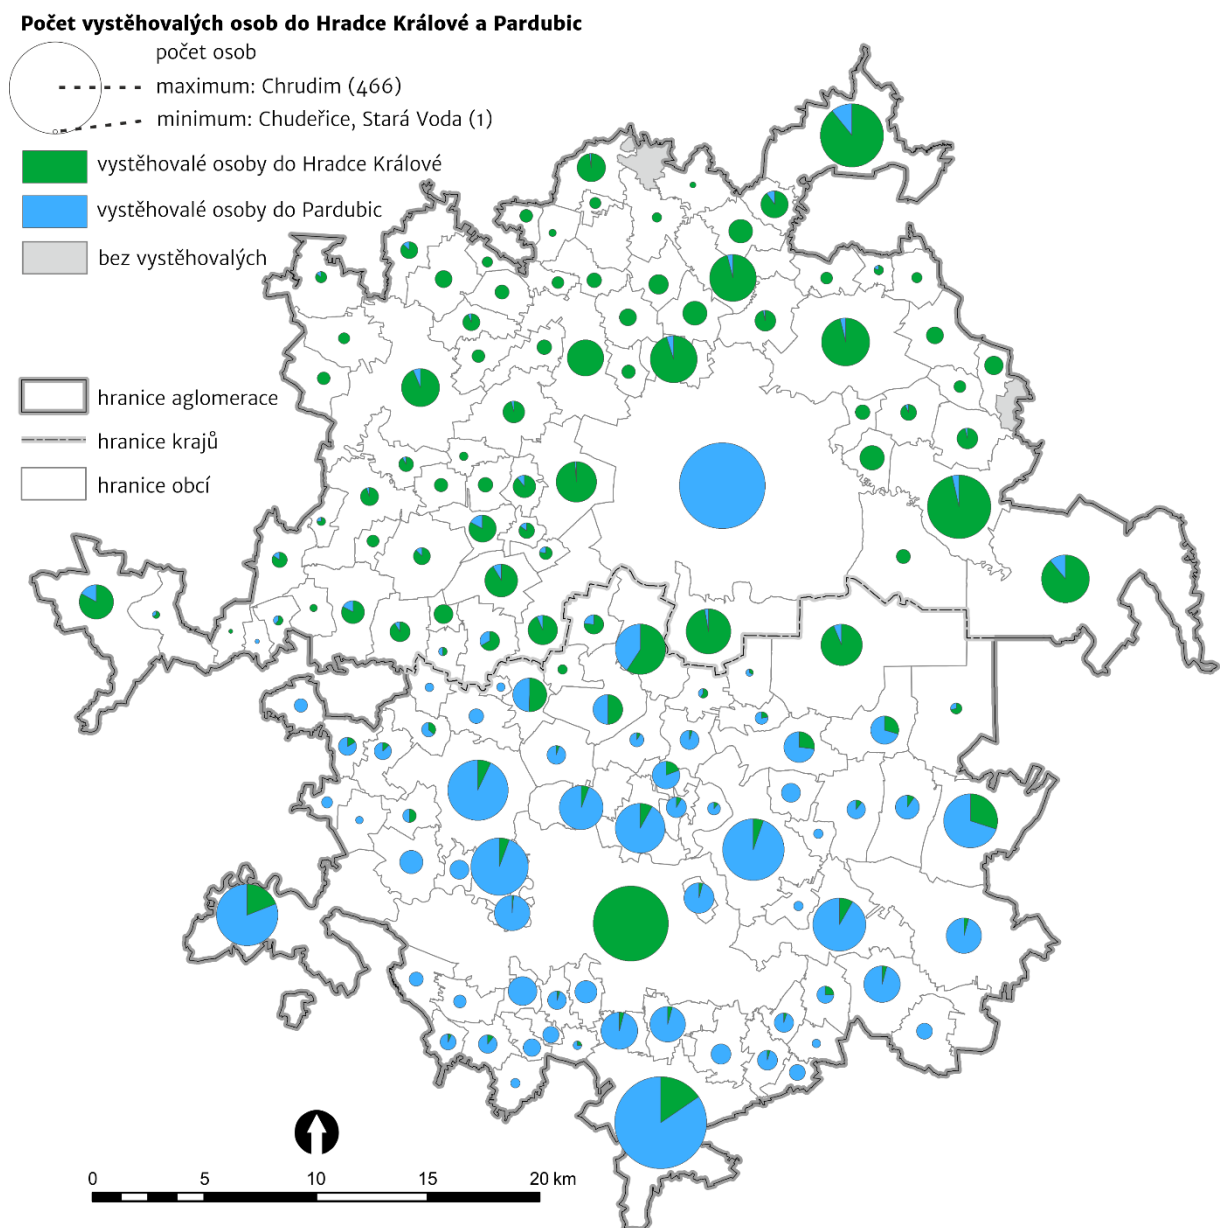 Počet vystěhovalých osob do Hradce Králové a Pardubic
počet osob
maximum: Chrudim (466)
minimum: Chudeřice, Stará Voda (1)
vystěhovalé osoby do Hradce Králové
vystěhovalé osoby do Pardubic
bez vystěhovalých
hranice aglomerace
hranice krajů
hranice obcí
0 5 10 15 20 km